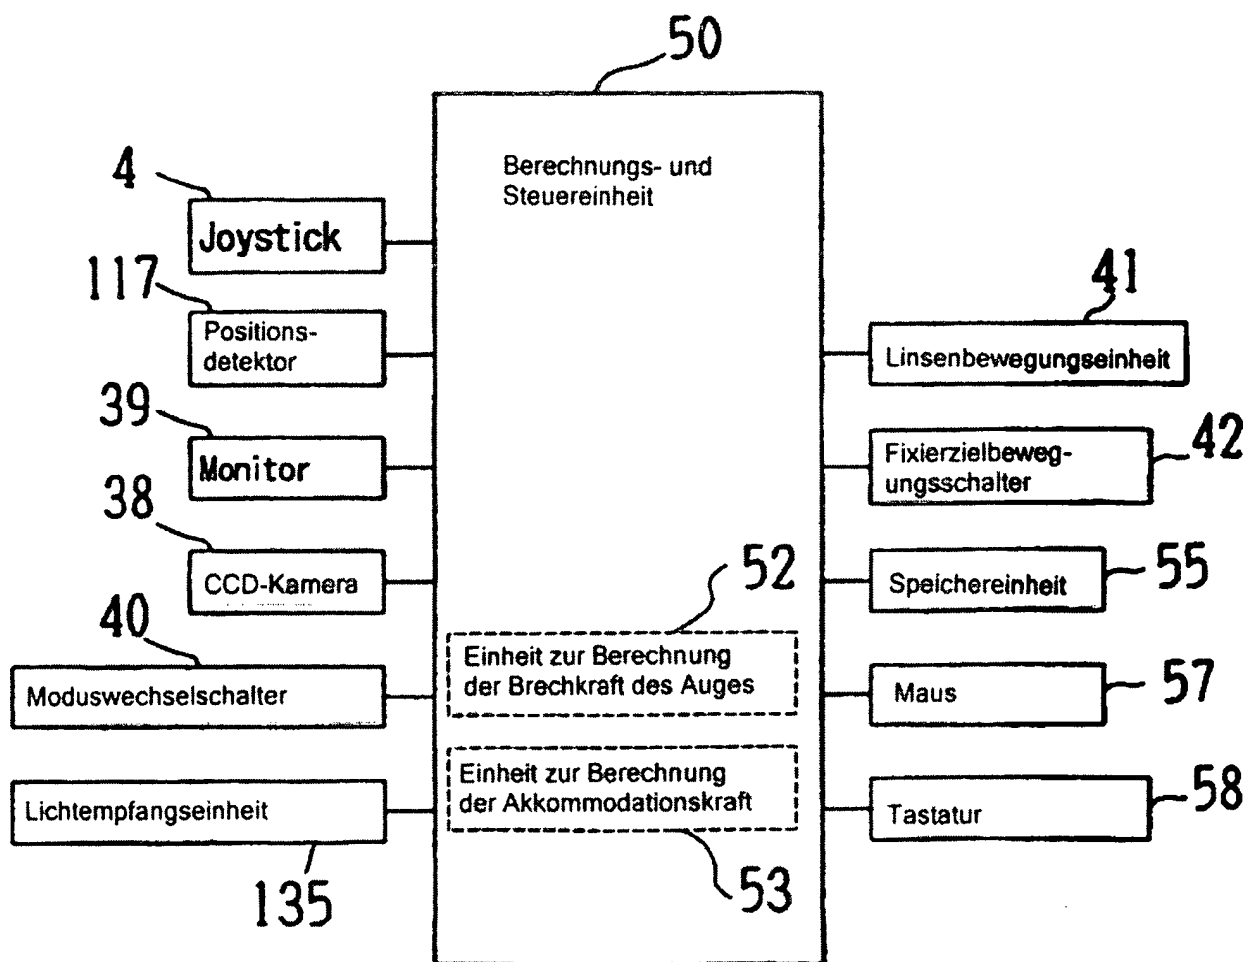 50
Berechnungs- und
Steuereinheit
4
Joystick
117
Positions-
detektor
39
Monitor
38
CCD-Kamera
40
Moduswechselschalter
Lichtempfangseinheit
135
52
Einheit zur Berechnung
der Brechkraft des Auges
Einheit zur Berechnung
der Akkommodationskraft
53
41
Linsenbewegungseinheit
Fixierzielbeweg-
ungsschalter
42
Speichereinheit
55
Maus
57
Tastatur
58